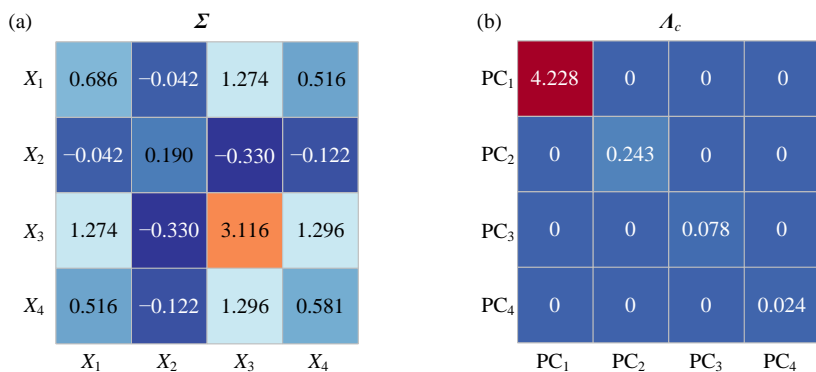 (a) Σ
X₁ 0.686 −0.042 1.274 0.516
X₂ −0.042 0.190 −0.330 −0.122
X₃ 1.274 −0.330 3.116 1.296
X₄ 0.516 −0.122 1.296 0.581
X₁ X₂ X₃ X₄
(b) Λ_c
PC₁ 4.228 0 0 0
PC₂ 0 0.243 0 0
PC₃ 0 0 0.078 0
PC₄ 0 0 0 0.024
PC₁ PC₂ PC₃ PC₄